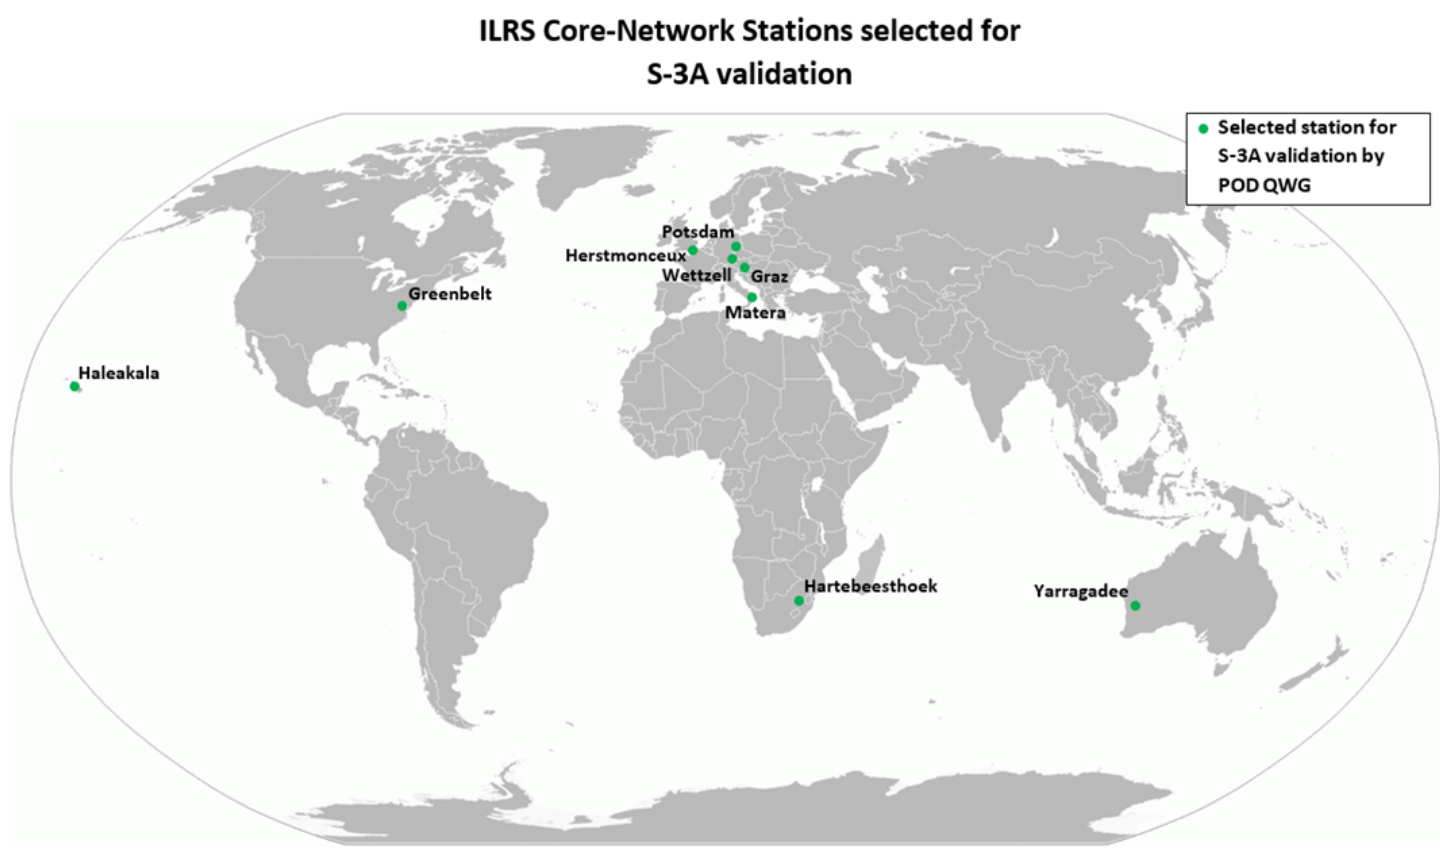 ILRS Core-Network Stations selected for
S-3A validation
Selected station for
S-3A validation by
POD QWG
Potsdam
Herstmonceux
Wettzell
Graz
Matera
Greenbelt
Haleakala
Hartebeesthoek
Yarragadee